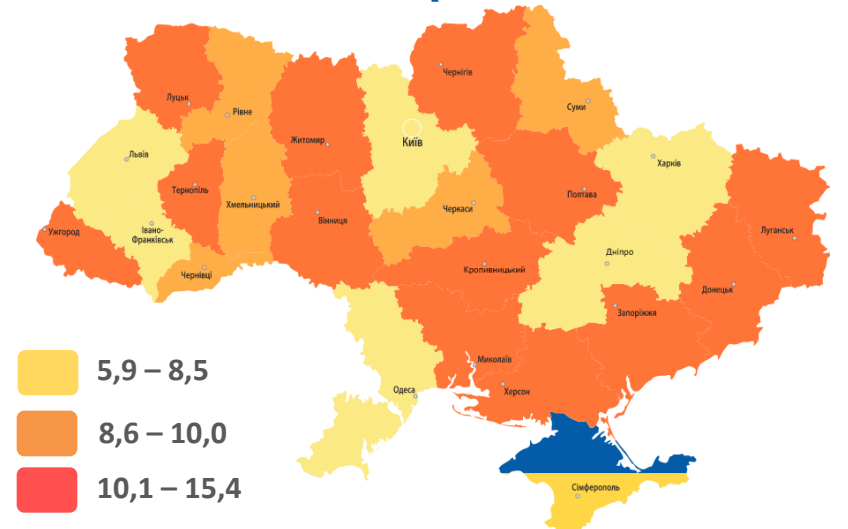 Чернігів
Луцьк
Рівне
Суми
Житомир
Київ
Львів
Харків
Тернопіль
Хмельницький
Черкаси
Полтава
Вінниця
Ужгород
Івано-
Франківськ
Луганськ
Дніпро
Чернівці
Кропивницький
Донецьк
Запоріжжя
Миколаїв
Одеса
Херсон
Сімферополь
5,9 – 8,5
8,6 – 10,0
10,1 – 15,4